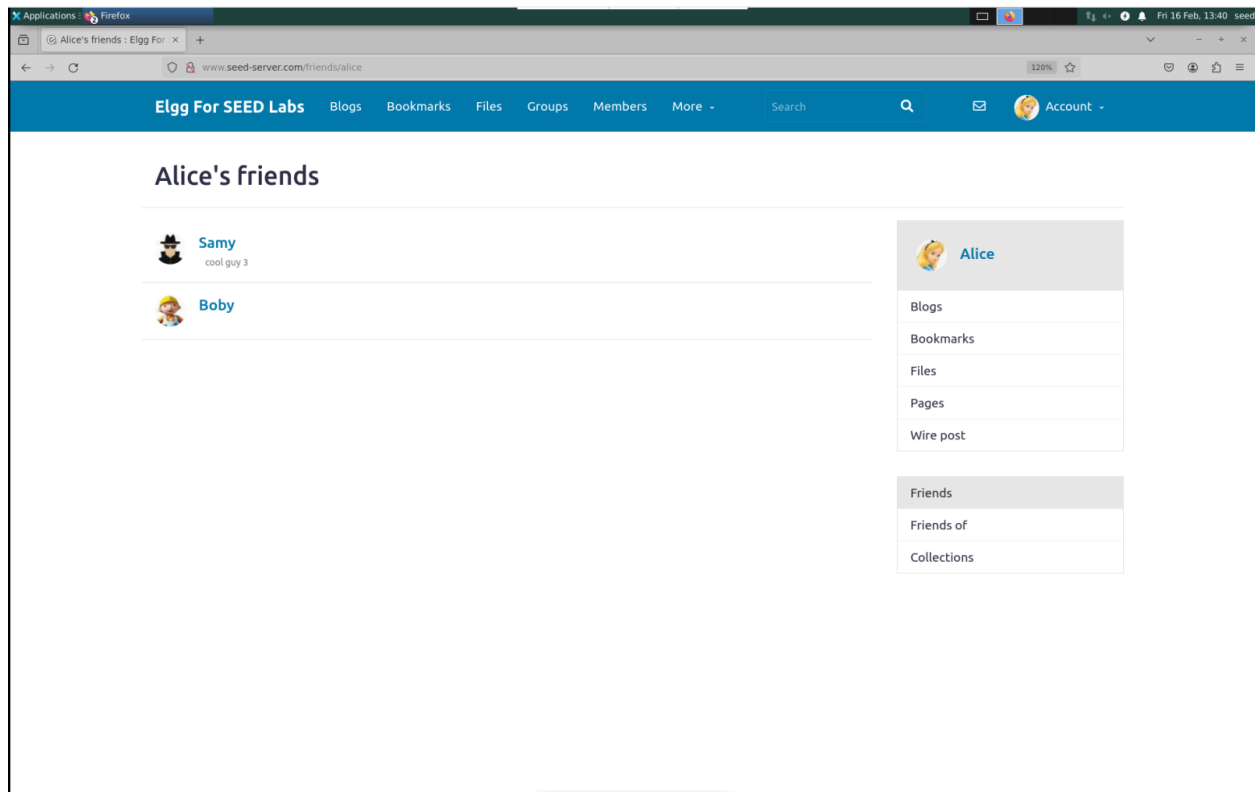 Applications : Firefox Fri 16 Feb, 13:40 seed
Alice's friends : Elgg For × +
www.seed-server.com/friends/alice 120%
Elgg For SEED Labs Blogs Bookmarks Files Groups Members More Search Account
Alice's friends
Samy
cool guy 3
Boby
Alice
Blogs
Bookmarks
Files
Pages
Wire post
Friends
Friends of
Collections